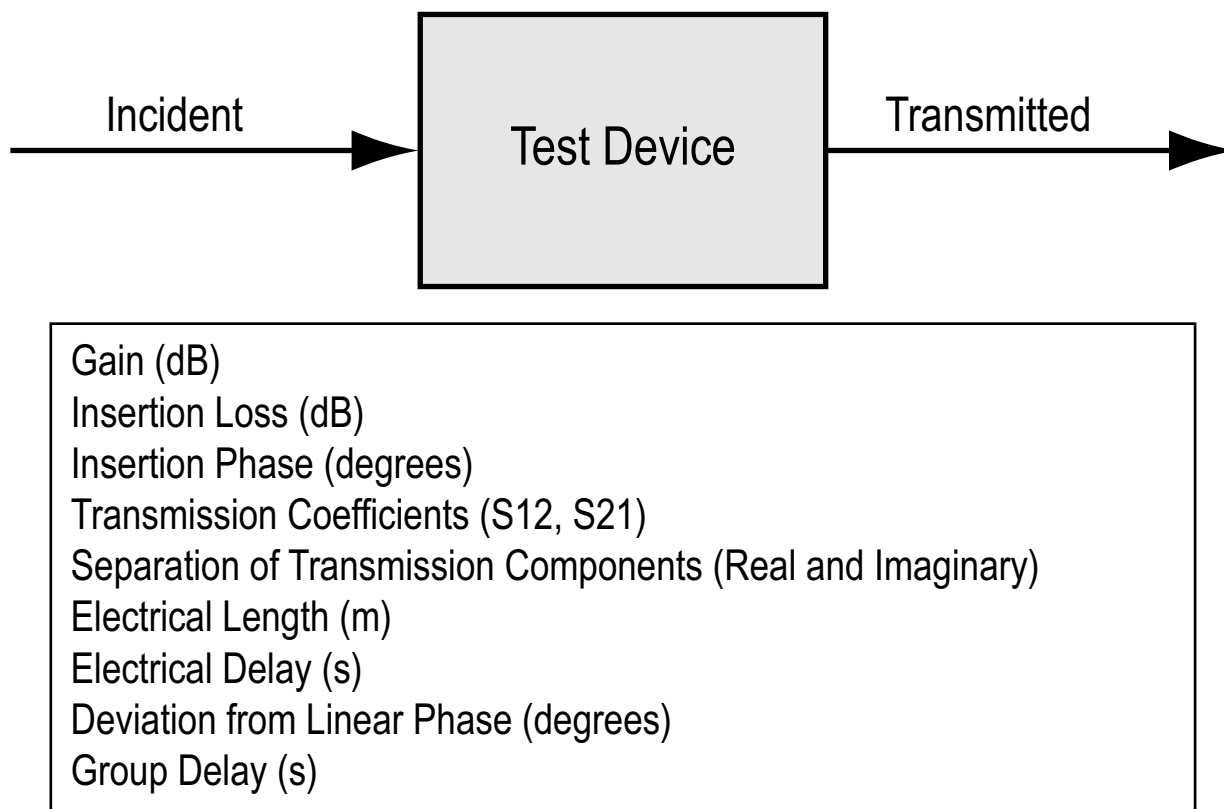 Incident
Test Device
Transmitted
Gain (dB)
Insertion Loss (dB)
Insertion Phase (degrees)
Transmission Coefficients (S12, S21)
Separation of Transmission Components (Real and Imaginary)
Electrical Length (m)
Electrical Delay (s)
Deviation from Linear Phase (degrees)
Group Delay (s)